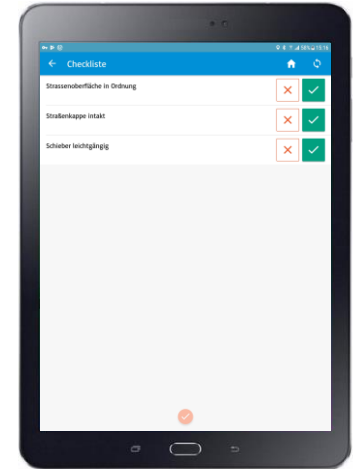 Checkliste
Strassenoberfläche in Ordnung
Straßenkappe intakt
Schieber leichtgängig